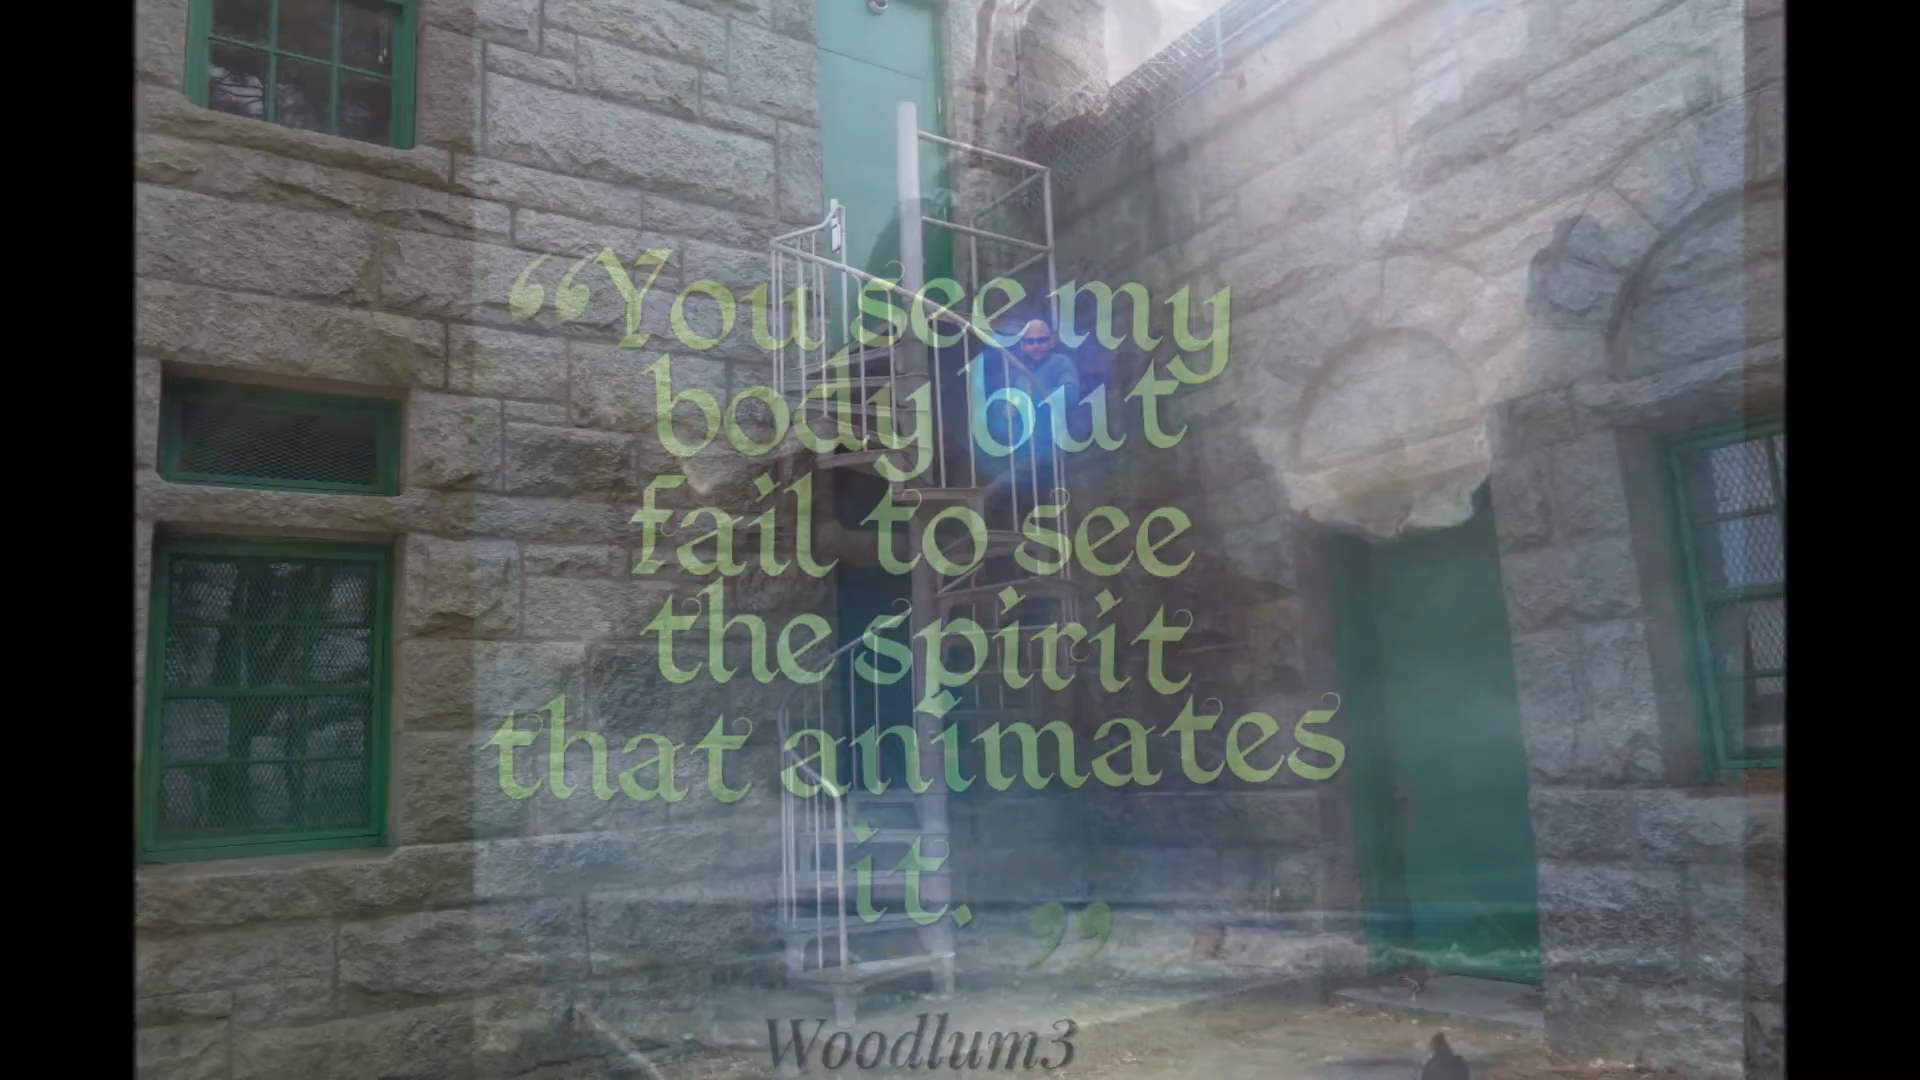 “You see my
body but
fail to see
the spirit
that animates
it.”
Woodlum3